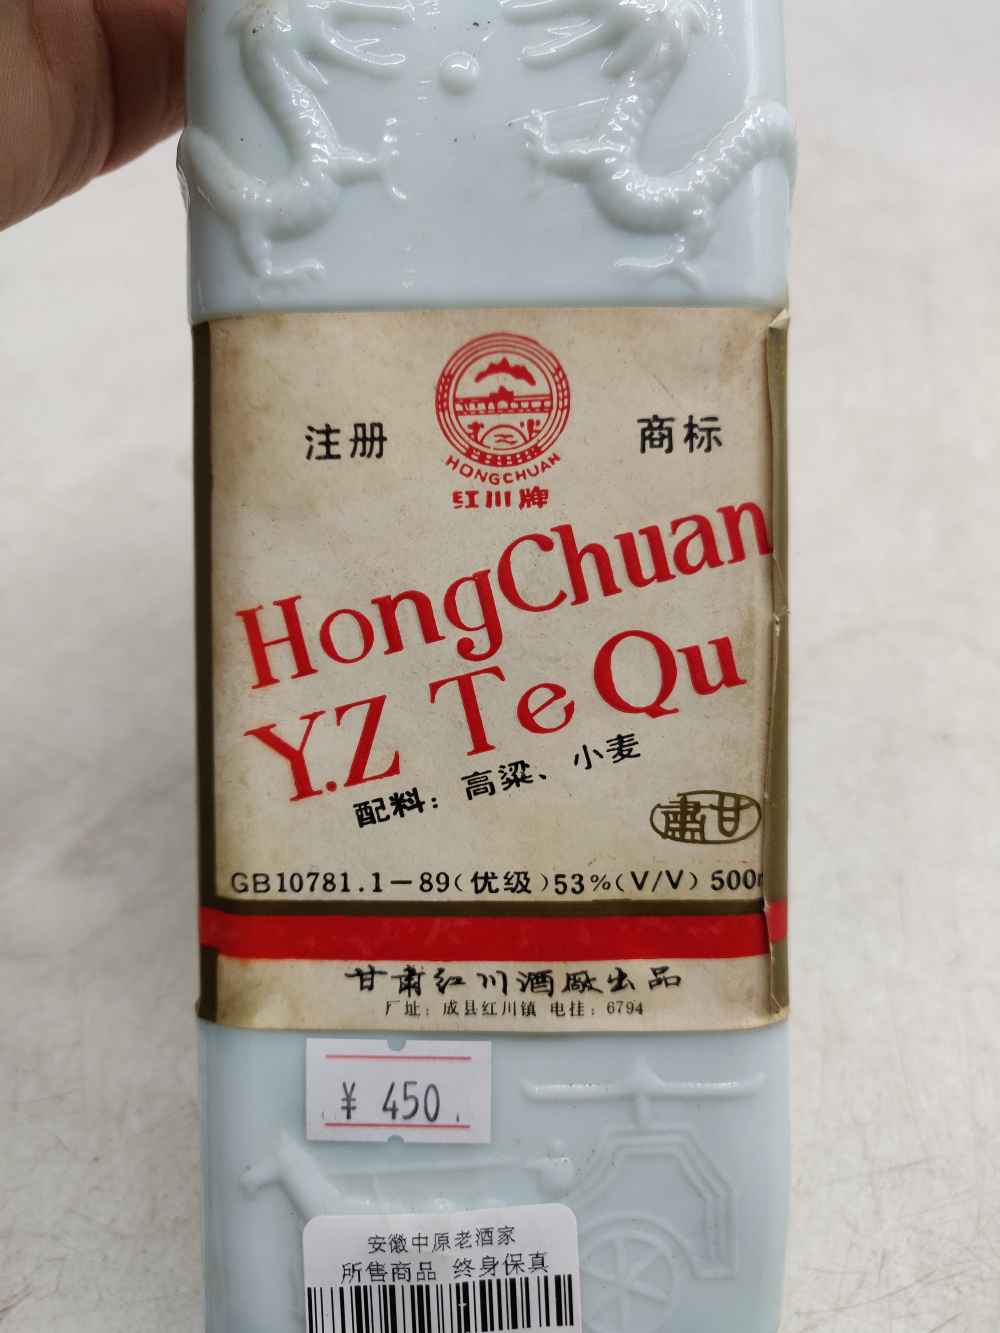 注册
商标
HONGCHUAN
红川牌
HongChuan
Y.Z Te Qu
配料：高粱、小麦
甘肃
GB10781.1－89（优级）53%(V/V) 500
甘肃红川酒厰出品
厂址：成县红川镇 电挂：6794
¥ 450
安徽中原老酒家
所售商品 终身保真